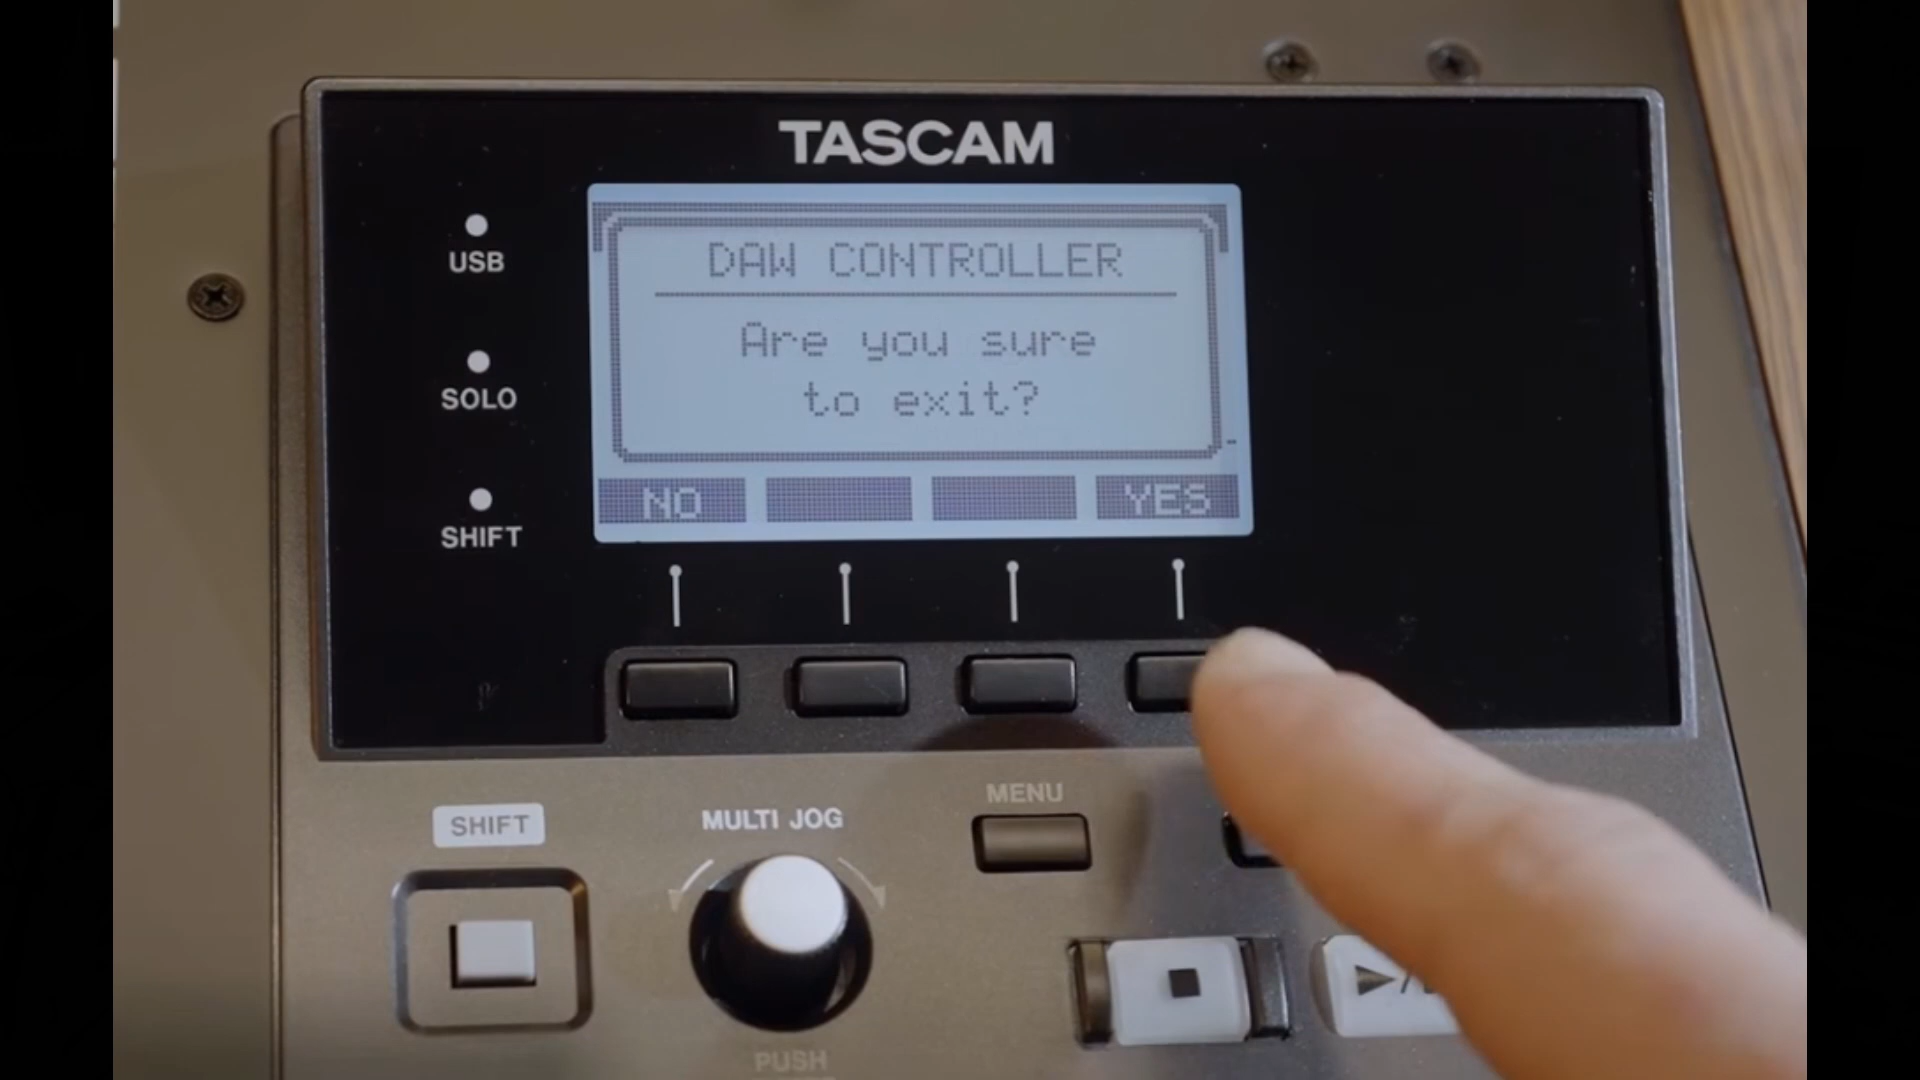 TASCAM
USB
SOLO
SHIFT
DAW CONTROLLER
Are you sure
to exit?
NO
YES
SHIFT
MULTI JOG
MENU
PUSH